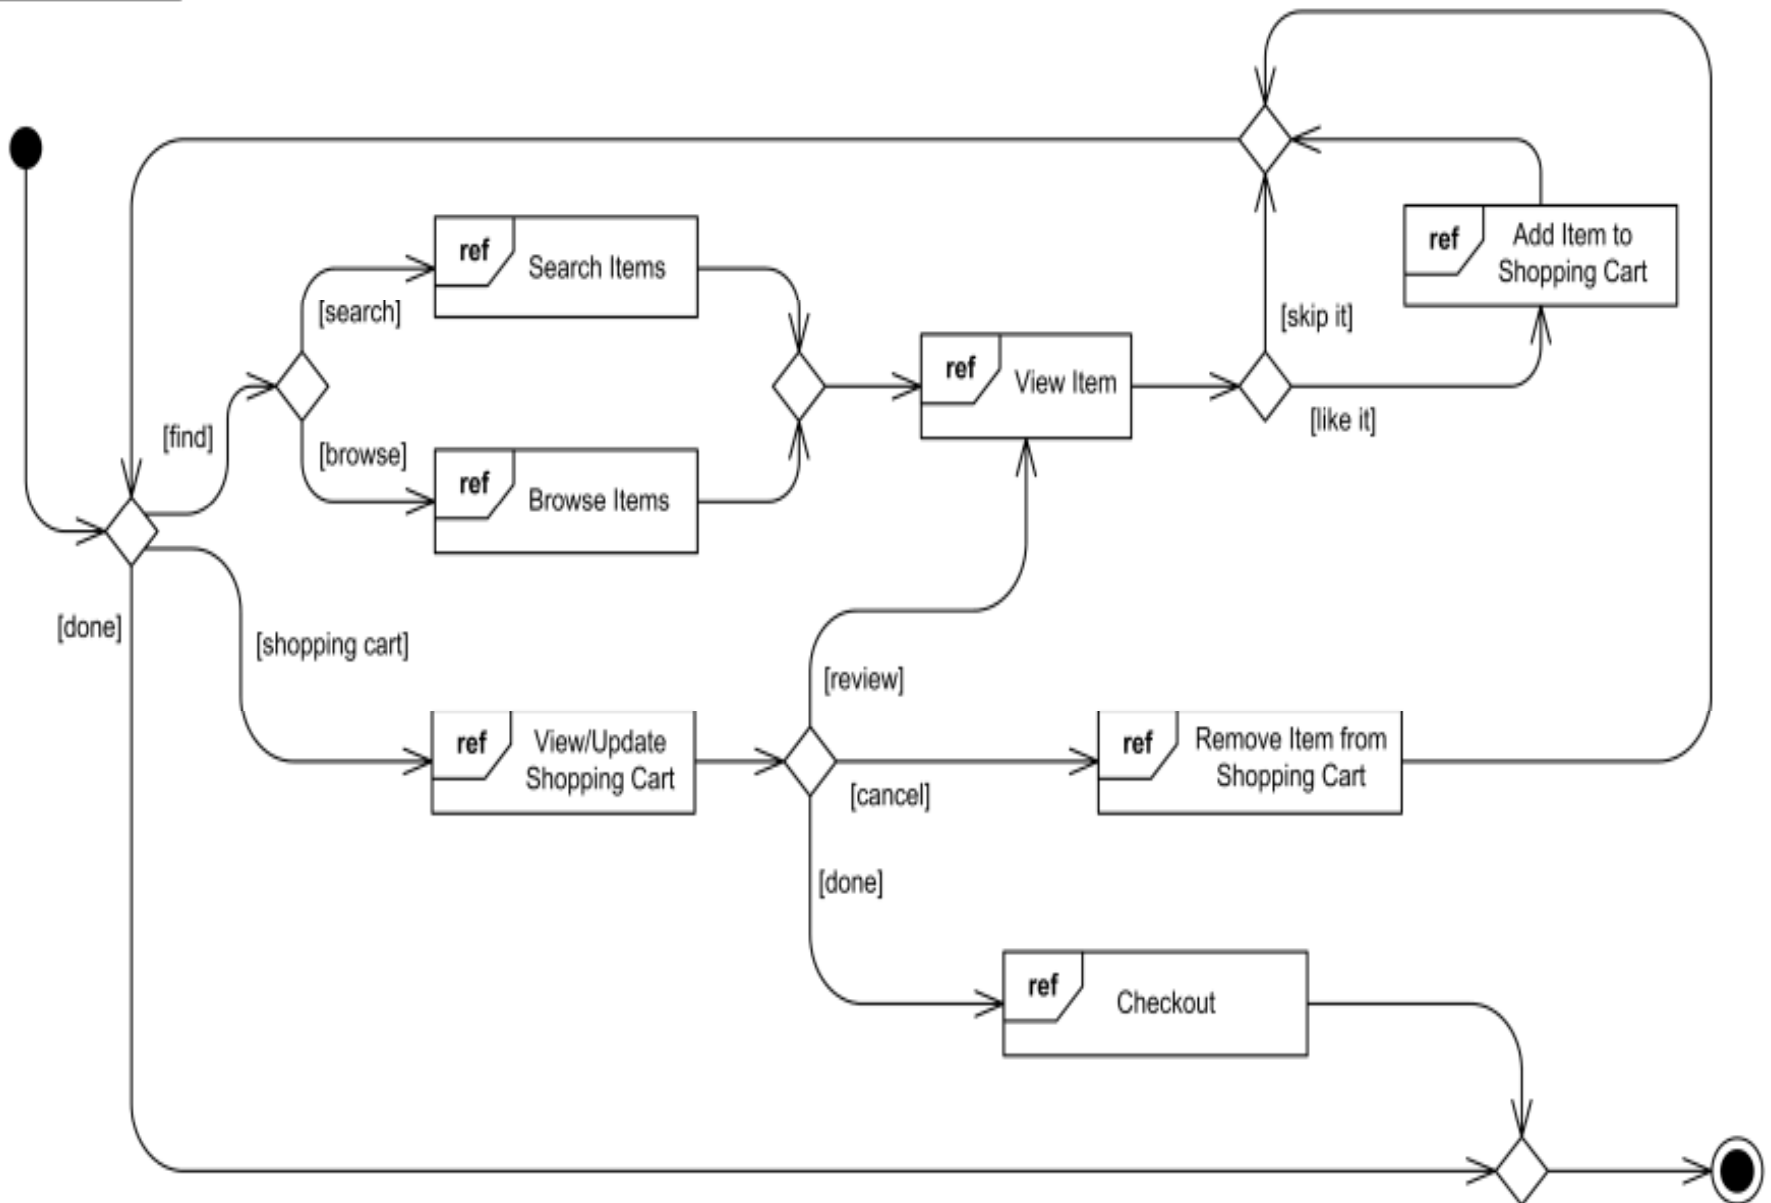 ref
Add Item to
Shopping Cart
ref
Search Items
[search]
[skip it]
ref
View Item
[like it]
[find]
[browse]
ref
Browse Items
[done]
[shopping cart]
[review]
ref
View/Update
Shopping Cart
ref
Remove Item from
Shopping Cart
[cancel]
[done]
ref
Checkout